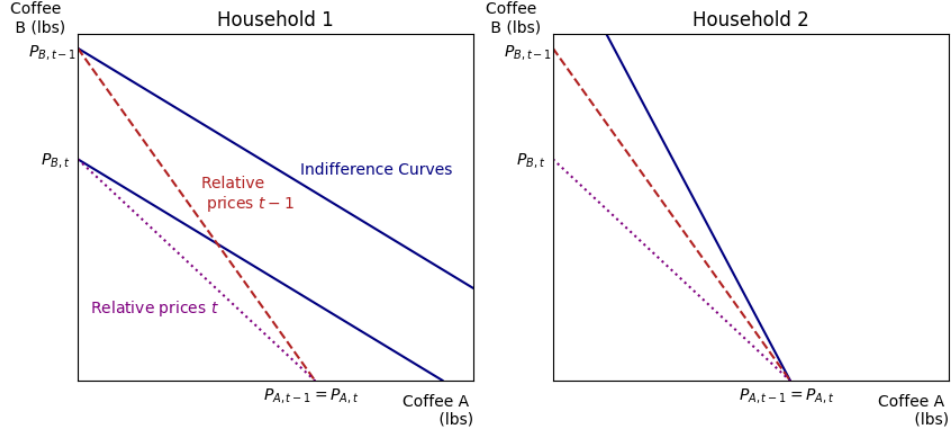 Household 1
Coffee
B (lbs)
P_{B,t−1}
P_{B,t}
Indifference Curves
Relative
prices t − 1
Relative prices t
P_{A,t−1} = P_{A,t}
Coffee A
(lbs)
Household 2
Coffee
B (lbs)
P_{B,t−1}
P_{B,t}
P_{A,t−1} = P_{A,t}
Coffee A
(lbs)